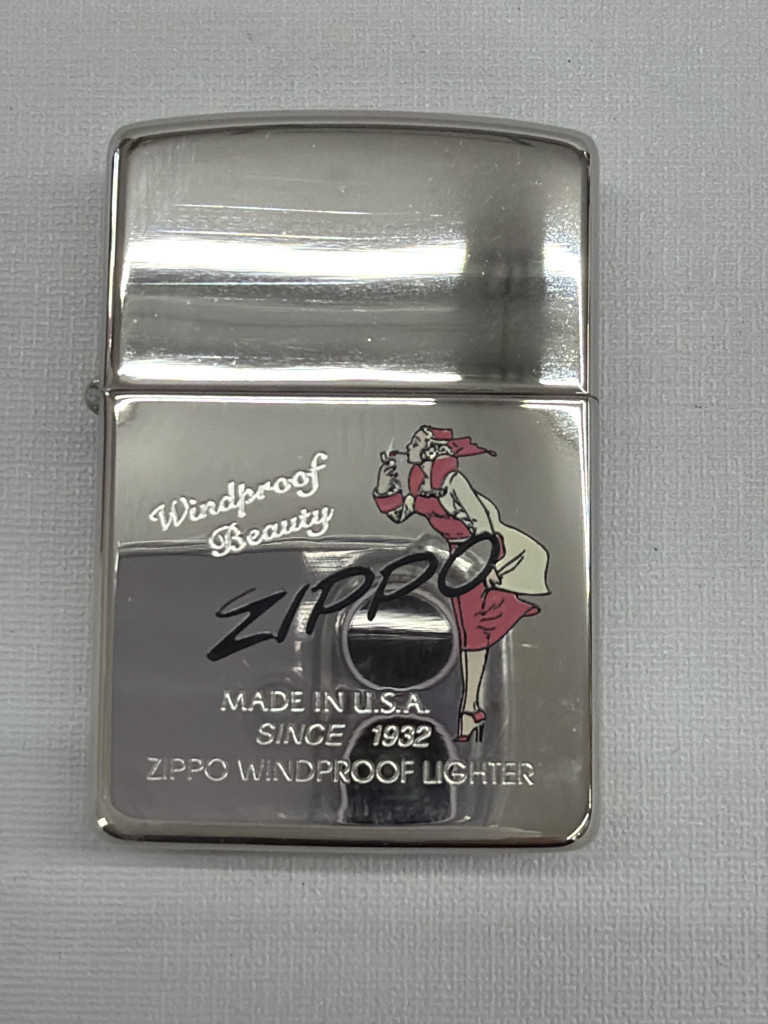 Windproof
Beauty
ZIPPO
MADE IN U.S.A.
SINCE 1932
ZIPPO WINDPROOF LIGHTER